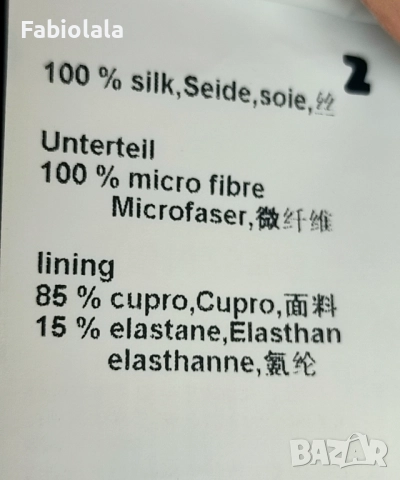 Fabiolala
2
100 % silk,Seide,soie,丝
Unterteil
100 % micro fibre
Microfaser,微纤维
lining
85 % cupro,Cupro,面料
15 % elastane,Elasthan
elasthanne,氨纶
BAZAR